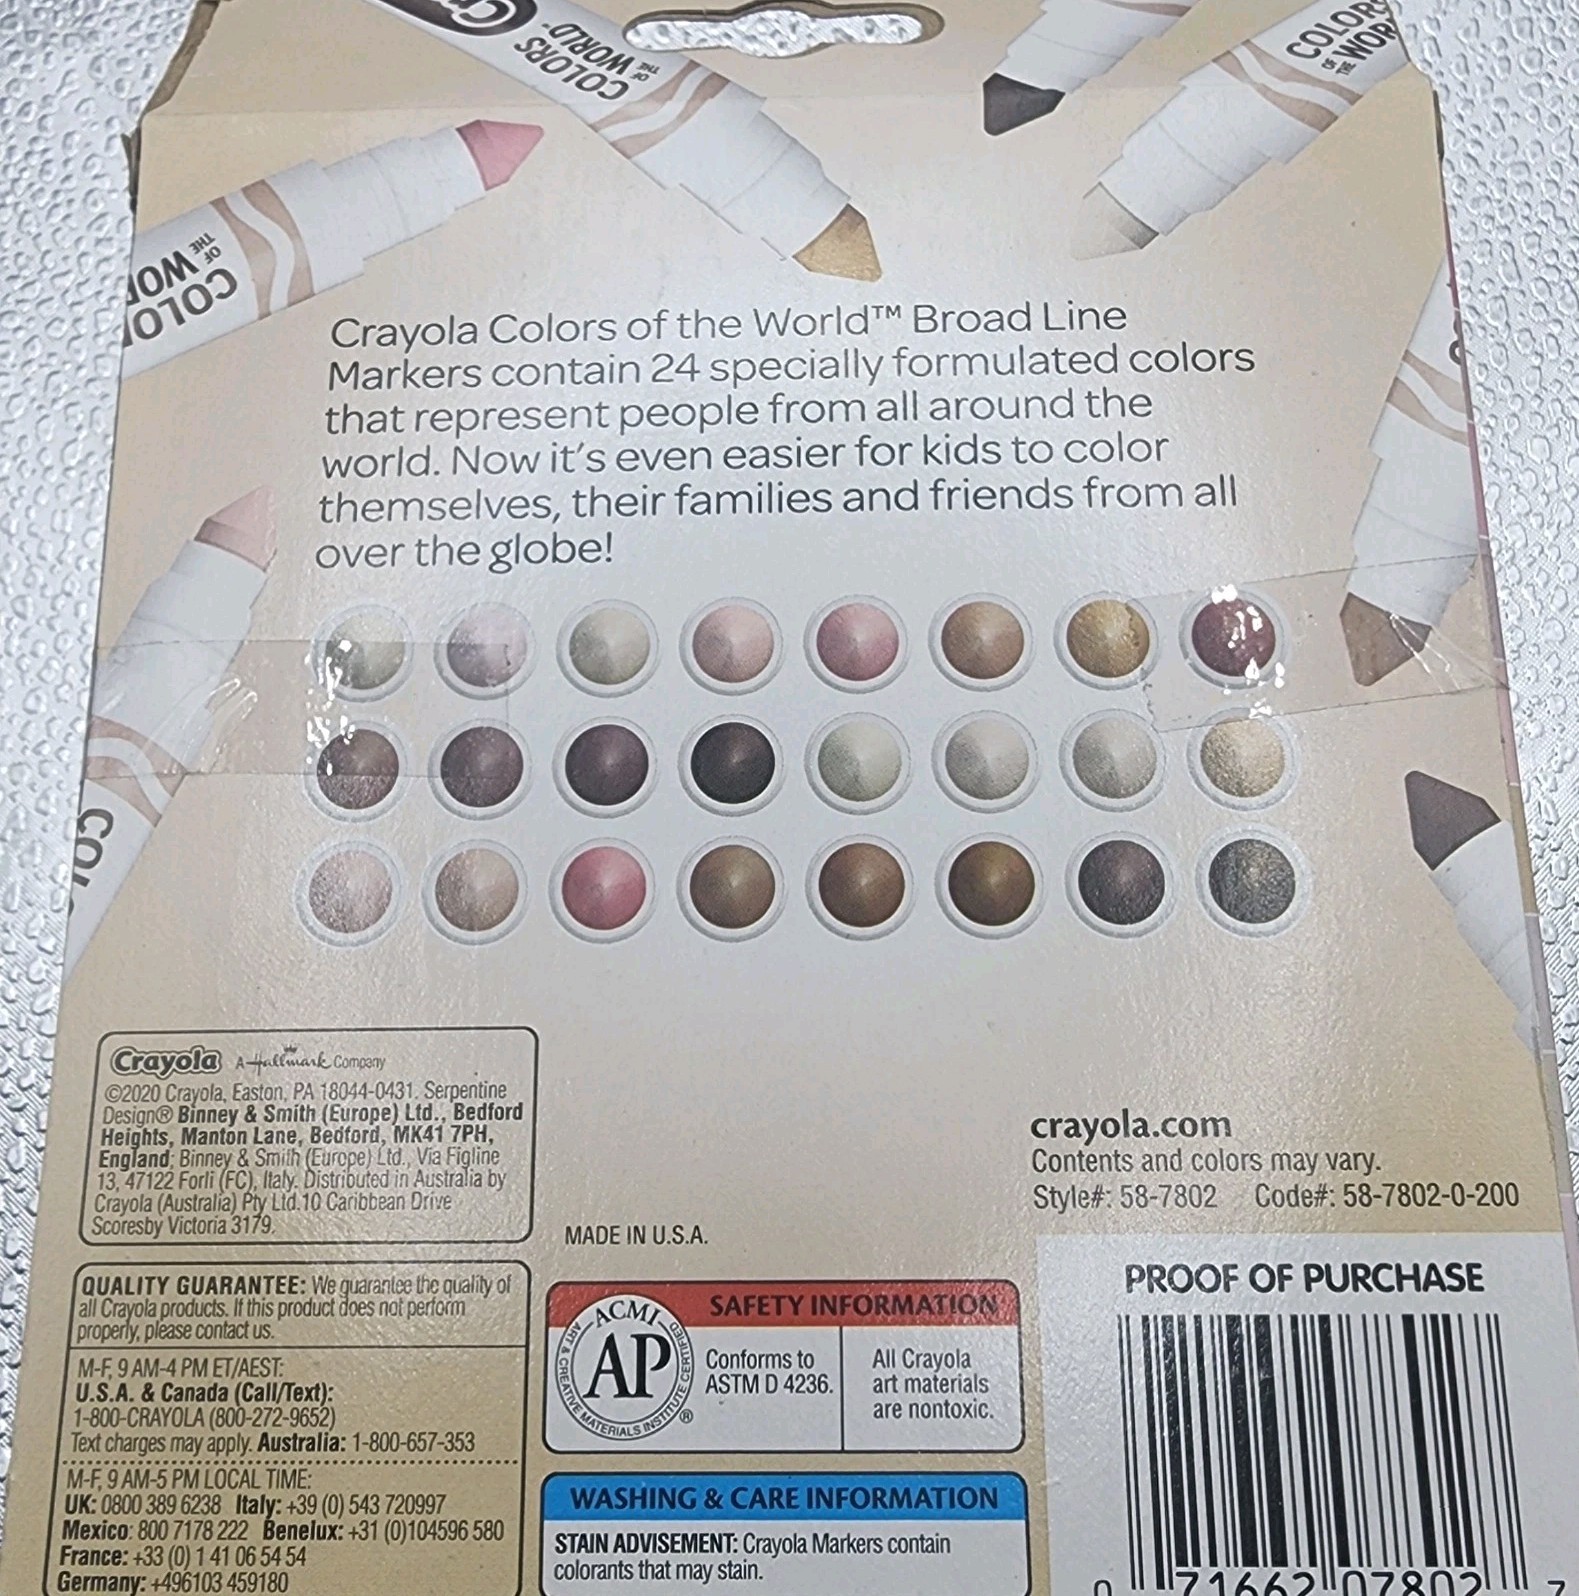 COLORS
OF THE WORLD
COLORS
OF THE
COLO
OF THE
Crayola Colors of the World™ Broad Line
Markers contain 24 specially formulated colors
that represent people from all around the
world. Now it's even easier for kids to color
themselves, their families and friends from all
over the globe!
Crayola A Hallmark Company
©2020 Crayola, Easton, PA 18044-0431. Serpentine
Design® Binney & Smith (Europe) Ltd., Bedford
Heights, Manton Lane, Bedford, MK41 7PH,
England; Binney & Smith (Europe) Ltd., Via Figline
13, 47122 Forlì (FC), Italy. Distributed in Australia by
Crayola (Australia) Pty Ltd. 10 Caribbean Drive
Scoresby Victoria 3179.
QUALITY GUARANTEE: We guarantee the quality of
all Crayola products. If this product does not perform
properly, please contact us.
M-F, 9 AM-4 PM ET/AEST:
U.S.A. & Canada (Call/Text):
1-800-CRAYOLA (800-272-9652)
Text charges may apply. Australia: 1-800-657-353
M-F, 9 AM-5 PM LOCAL TIME:
UK: 0800 389 6238 Italy: +39 (0) 543 720997
Mexico: 800 7178 222 Benelux: +31 (0)104596 580
France: +33 (0) 1 41 06 54 54
Germany: +496103 459180
MADE IN U.S.A.
SAFETY INFORMATION
ACMI
AP
ART & CREATIVE MATERIALS INSTITUTE CERTIFIED ®
Conforms to
ASTM D 4236.
All Crayola
art materials
are nontoxic.
WASHING & CARE INFORMATION
STAIN ADVISEMENT: Crayola Markers contain
colorants that may stain.
crayola.com
Contents and colors may vary.
Style#: 58-7802 Code#: 58-7802-0-200
PROOF OF PURCHASE
0 71662 07802 7